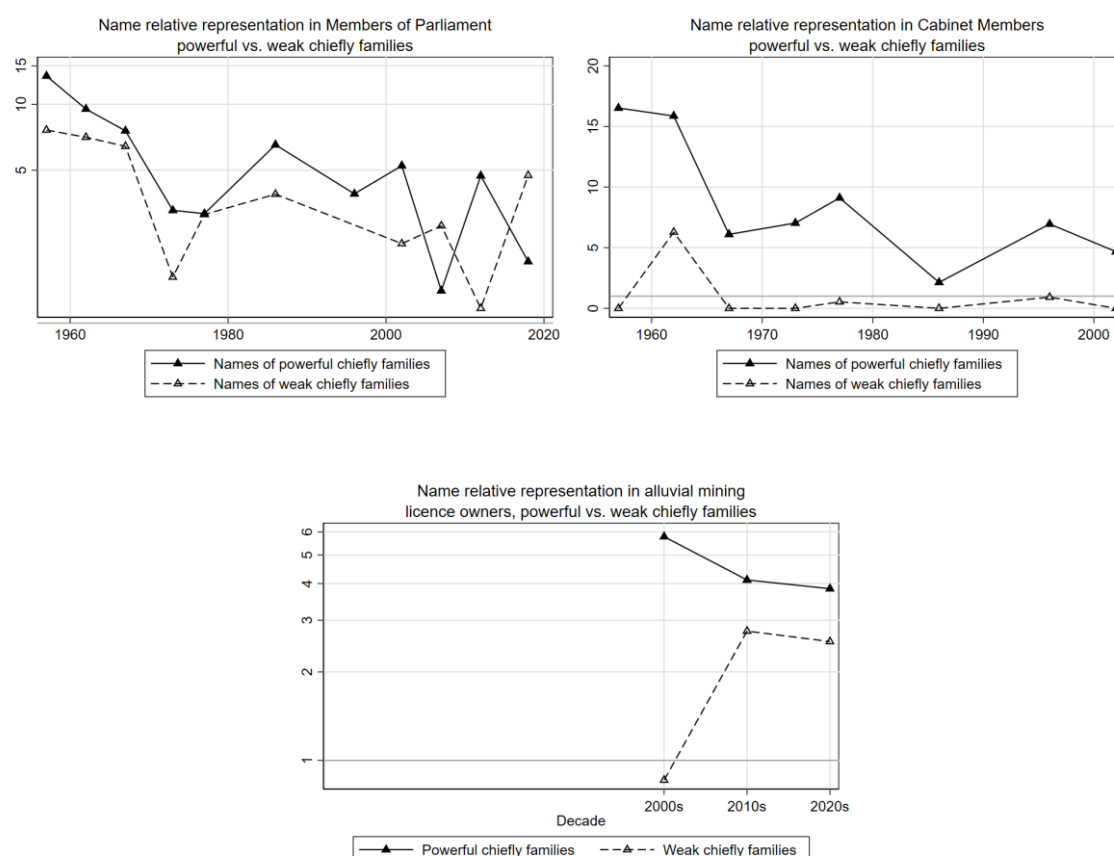 Name relative representation in Members of Parliament
powerful vs. weak chiefly families
15
10
5
1960
1980
2000
2020
Names of powerful chiefly families
Names of weak chiefly families
Name relative representation in Cabinet Members
powerful vs. weak chiefly families
20
15
10
5
0
1960
1970
1980
1990
2000
Names of powerful chiefly families
Names of weak chiefly families
Name relative representation in alluvial mining
licence owners, powerful vs. weak chiefly families
6
5
4
3
2
1
2000s
2010s
2020s
Decade
Powerful chiefly families
Weak chiefly families